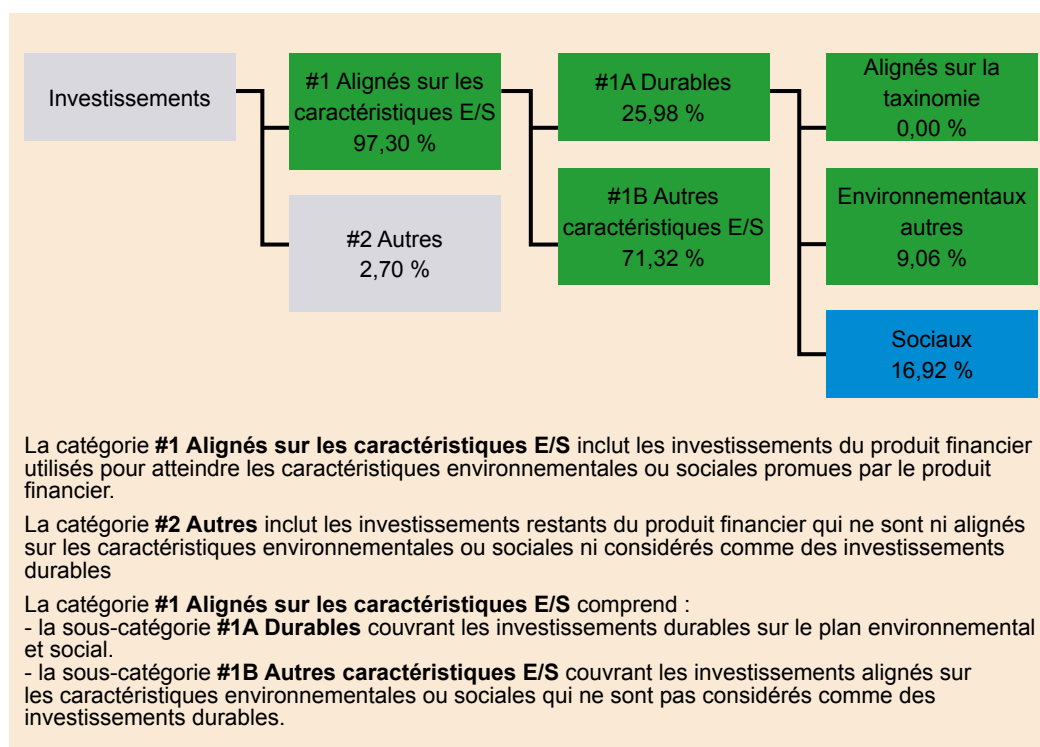 Investissements
#1 Alignés sur les
caractéristiques E/S
97,30 %
#2 Autres
2,70 %
#1A Durables
25,98 %
#1B Autres
caractéristiques E/S
71,32 %
Alignés sur la
taxinomie
0,00 %
Environnementaux
autres
9,06 %
Sociaux
16,92 %
La catégorie #1 Alignés sur les caractéristiques E/S inclut les investissements du produit financier
utilisés pour atteindre les caractéristiques environnementales ou sociales promues par le produit
financier.
La catégorie #2 Autres inclut les investissements restants du produit financier qui ne sont ni alignés
sur les caractéristiques environnementales ou sociales ni considérés comme des investissements
durables
La catégorie #1 Alignés sur les caractéristiques E/S comprend :
- la sous-catégorie #1A Durables couvrant les investissements durables sur le plan environnemental
et social.
- la sous-catégorie #1B Autres caractéristiques E/S couvrant les investissements alignés sur
les caractéristiques environnementales ou sociales qui ne sont pas considérés comme des
investissements durables.